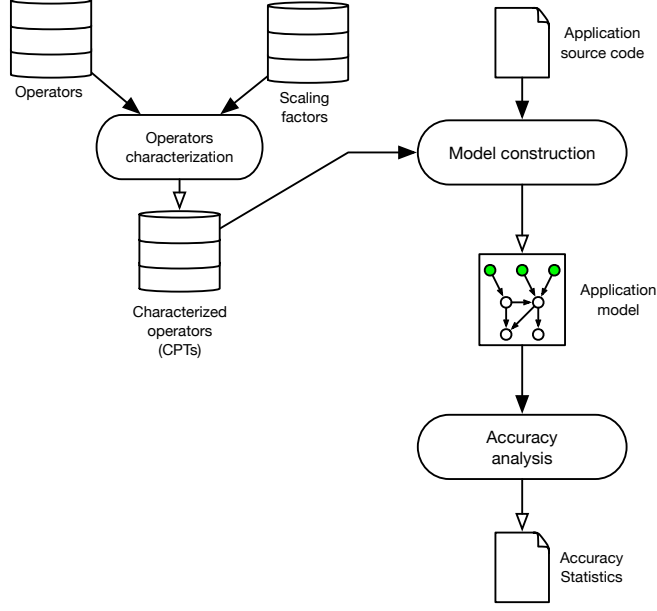 Operators
Scaling
factors
Operators
characterization
Characterized
operators
(CPTs)
Application
source code
Model construction
Application
model
Accuracy
analysis
Accuracy
Statistics